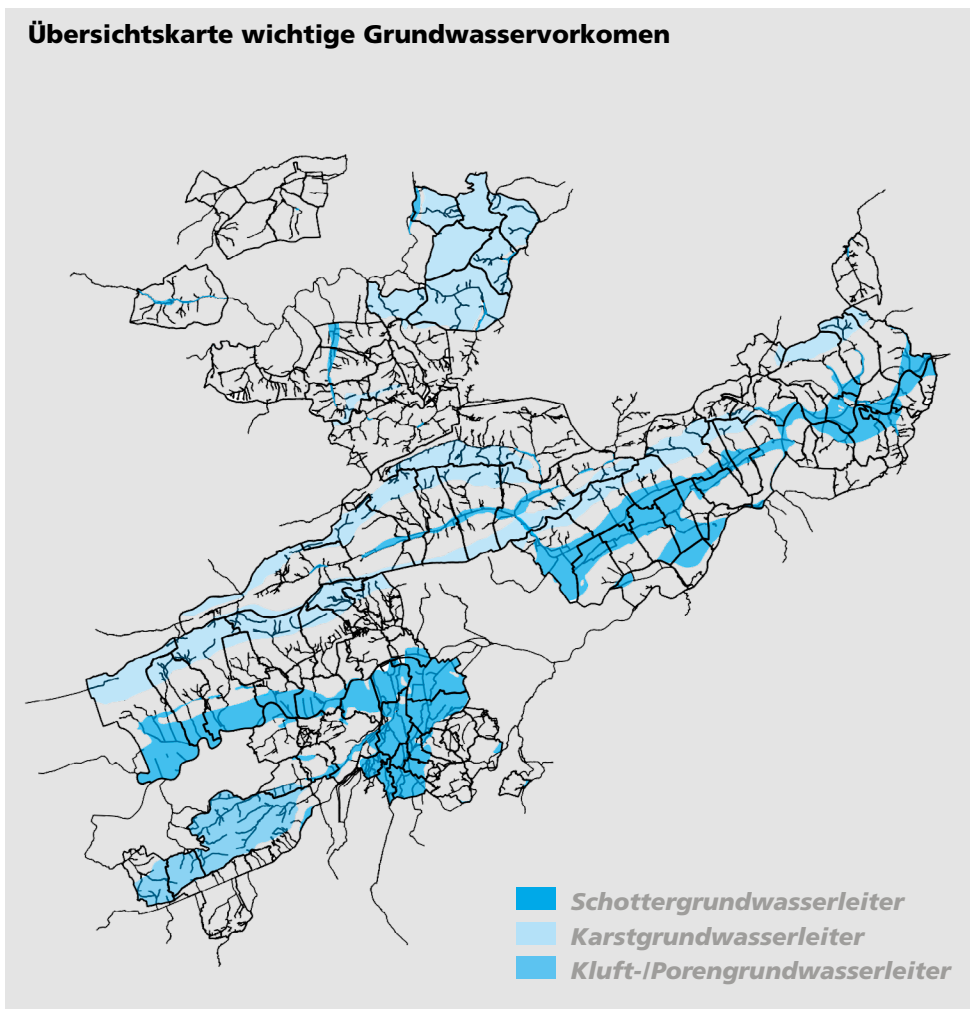 Übersichtskarte wichtige Grundwasservorkomen
Schottergrundwasserleiter
Karstgrundwasserleiter
Kluft-/Porengrundwasserleiter